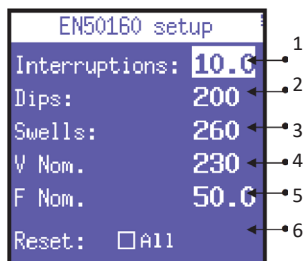 EN50160 setup
Interruptions: 10.0 1
Dips: 200 2
Swells: 260 3
V Nom. 230 4
F Nom. 50.0 5
Reset: All 6